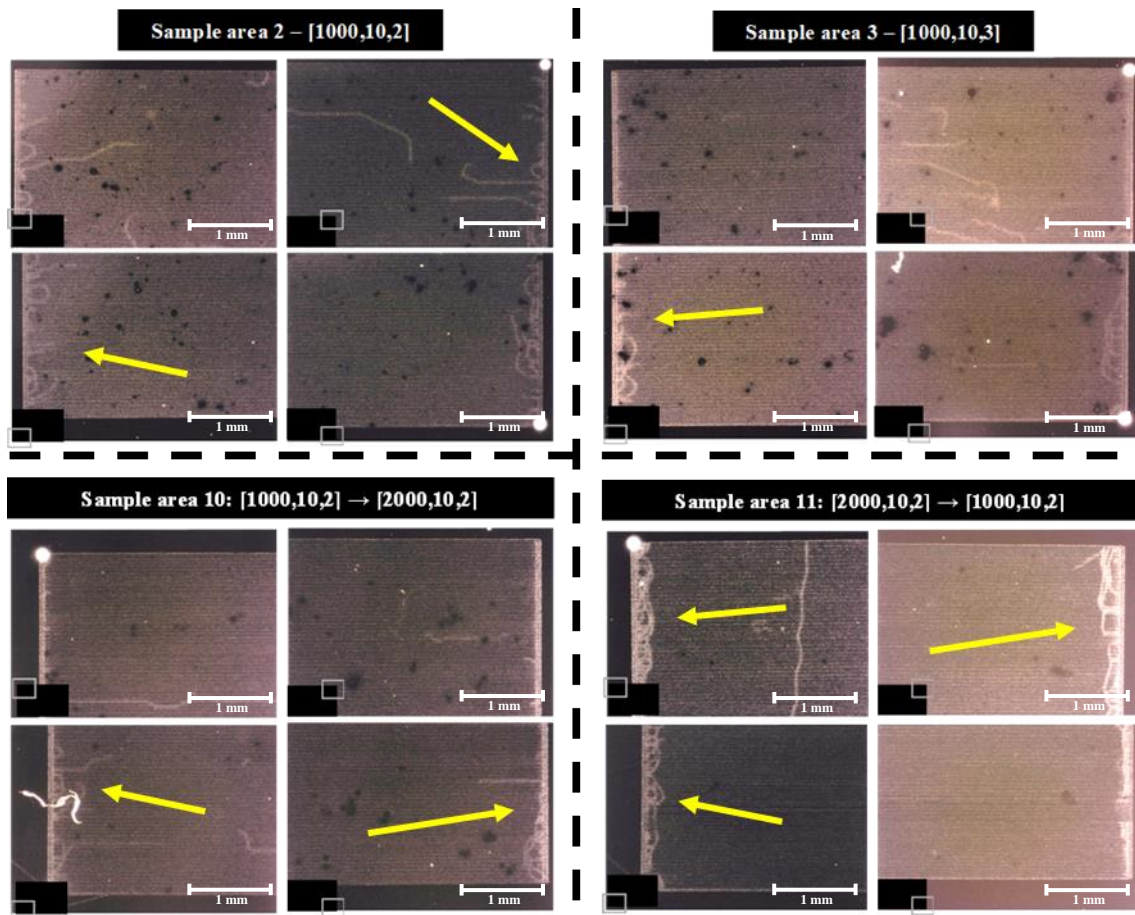 Sample area 2 – [1000,10,2]
Sample area 3 – [1000,10,3]
1 mm
1 mm
1 mm
1 mm
1 mm
1 mm
1 mm
1 mm
Sample area 10: [1000,10,2] → [2000,10,2]
Sample area 11: [2000,10,2] → [1000,10,2]
1 mm
1 mm
1 mm
1 mm
1 mm
1 mm
1 mm
1 mm